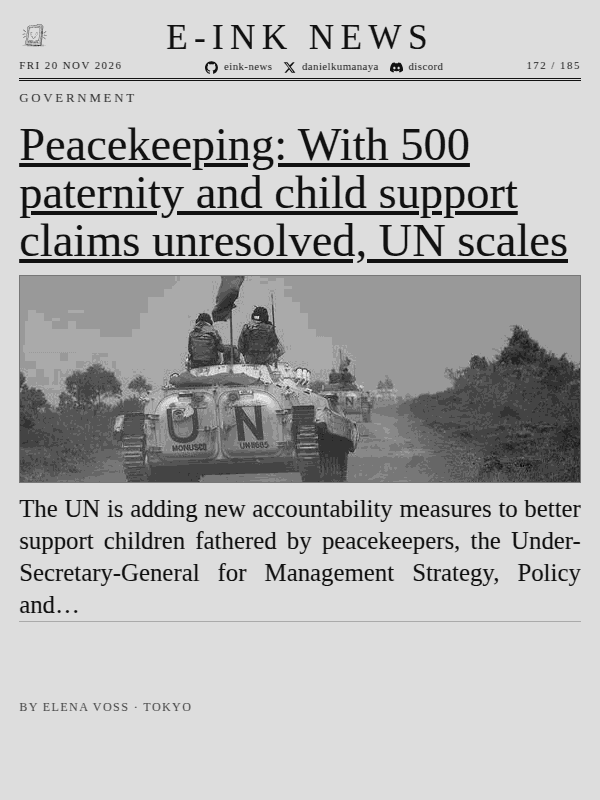 E-INK NEWS
FRI 20 NOV 2026
eink-news
danielkumanaya
discord
172 / 185
GOVERNMENT
Peacekeeping: With 500
paternity and child support
claims unresolved, UN scales
U N
MONUSCO
UN 8685
The UN is adding new accountability measures to better
support children fathered by peacekeepers, the Under-
Secretary-General for Management Strategy, Policy
and…
BY ELENA VOSS · TOKYO